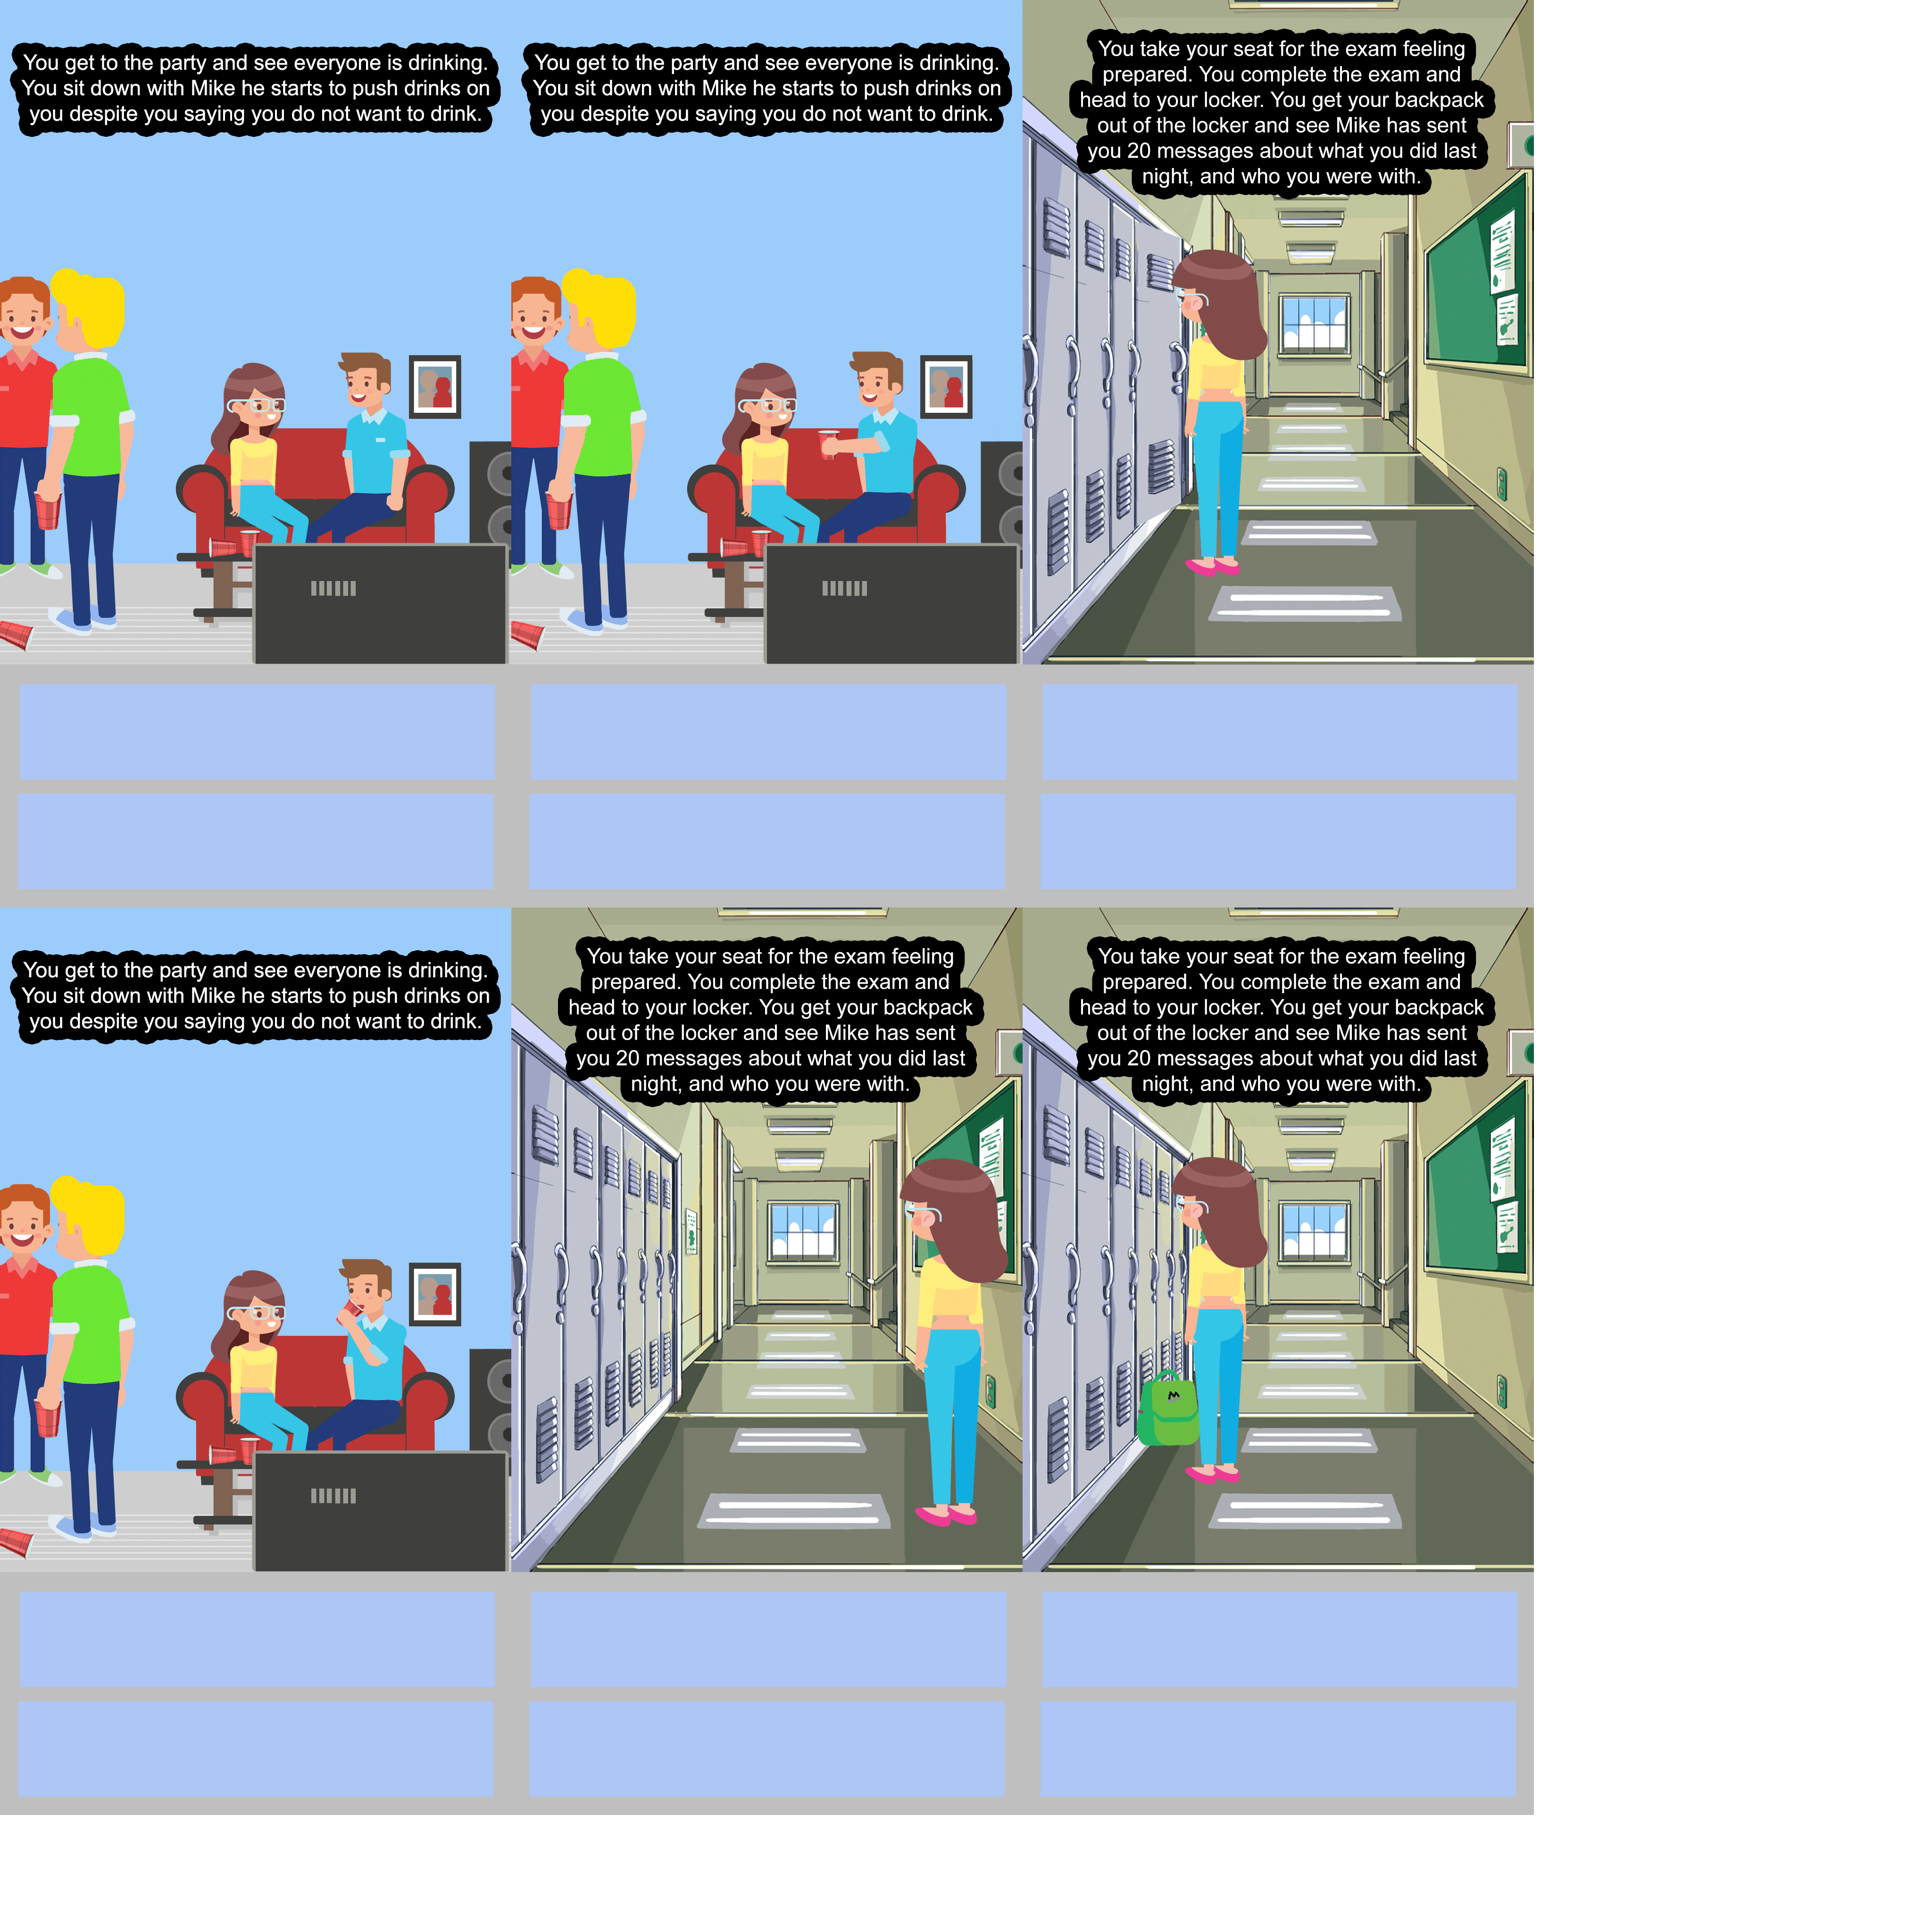 You get to the party and see everyone is drinking.
You sit down with Mike he starts to push drinks on
you despite you saying you do not want to drink.
You get to the party and see everyone is drinking.
You sit down with Mike he starts to push drinks on
you despite you saying you do not want to drink.
You take your seat for the exam feeling
prepared. You complete the exam and
head to your locker. You get your backpack
out of the locker and see Mike has sent
you 20 messages about what you did last
night, and who you were with.
You get to the party and see everyone is drinking.
You sit down with Mike he starts to push drinks on
you despite you saying you do not want to drink.
You take your seat for the exam feeling
prepared. You complete the exam and
head to your locker. You get your backpack
out of the locker and see Mike has sent
you 20 messages about what you did last
night, and who you were with.
You take your seat for the exam feeling
prepared. You complete the exam and
head to your locker. You get your backpack
out of the locker and see Mike has sent
you 20 messages about what you did last
night, and who you were with.
M